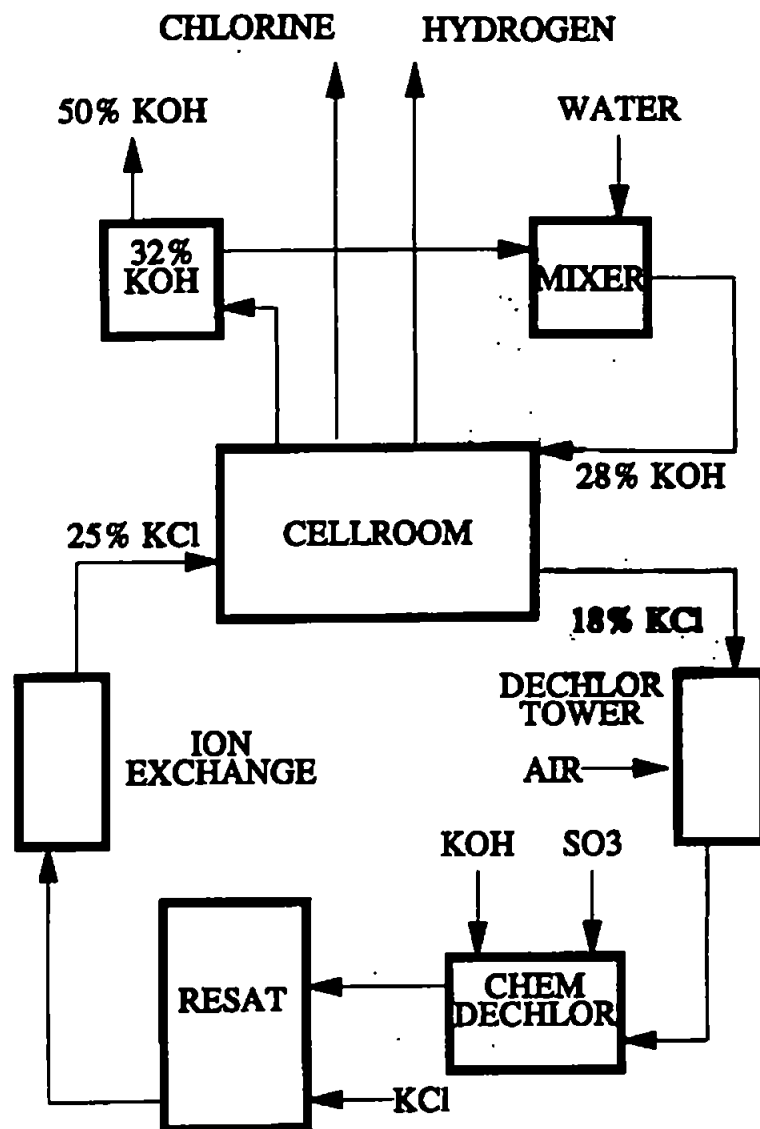 CHLORINE
HYDROGEN
50% KOH
WATER
32%
KOH
MIXER
28% KOH
25% KCl
CELLROOM
18% KCl
DECHLOR
TOWER
ION
EXCHANGE
AIR
KOH
SO3
RESAT
CHEM
DECHLOR
KCl